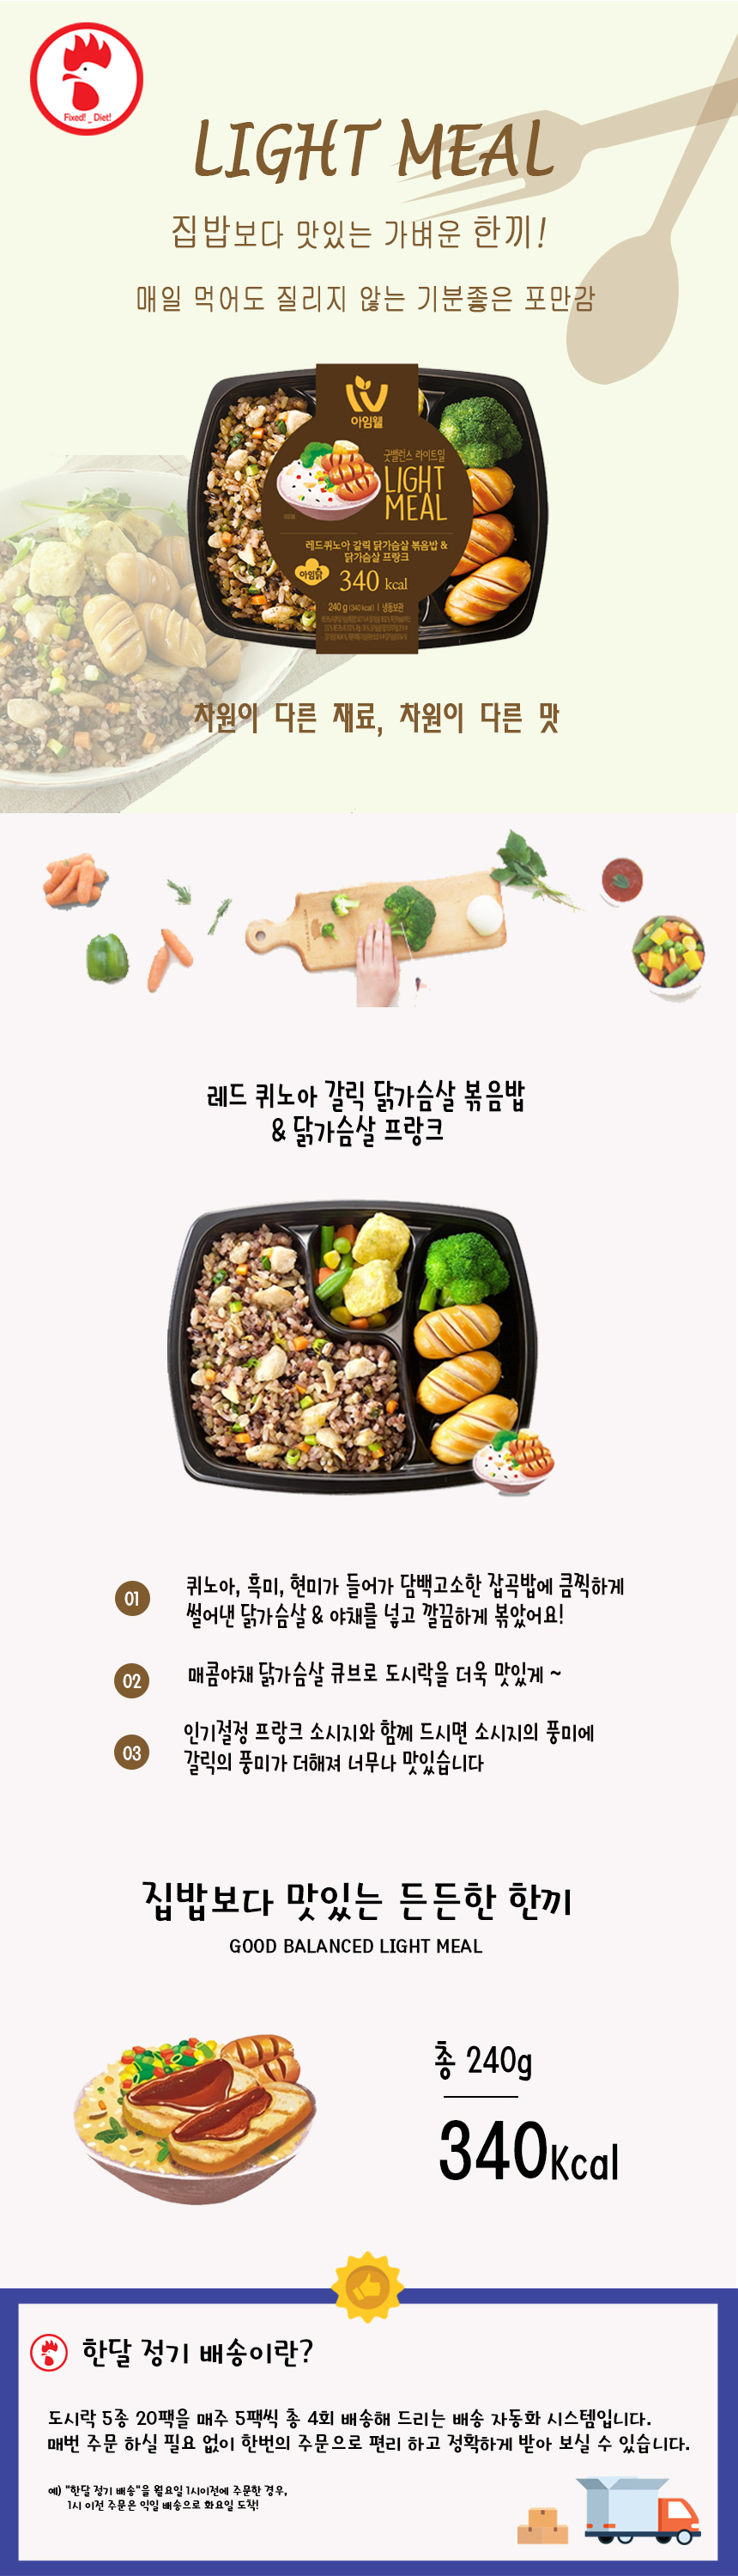 Fixed! _ Diet!
LIGHT MEAL
집밥보다 맛있는 가벼운 한끼!
매일 먹어도 질리지 않는 기분좋은 포만감
아임웰
굿밸런스 라이트밀
LIGHT
MEAL
레드퀴노아 갈릭 닭가슴살 볶음밥 &
닭가슴살 프랑크
아임닭
340 kcal
240 g (340 kcal) | 냉동보관
차원이 다른 재료, 차원이 다른 맛
레드 퀴노아 갈릭 닭가슴살 볶음밥
& 닭가슴살 프랑크
01
퀴노아, 흑미, 현미가 들어가 담백고소한 잡곡밥에 큼찍하게
썰어낸 닭가슴살 & 야채를 넣고 깔끔하게 볶았어요!
02
매콤야채 닭가슴살 큐브로 도시락을 더욱 맛있게 ~
03
인기절정 프랑크 소시지와 함께 드시면 소시지의 풍미에
갈릭의 풍미가 더해져 너무나 맛있습니다
집밥보다 맛있는 든든한 한끼
GOOD BALANCED LIGHT MEAL
총 240g
340Kcal
한달 정기 배송이란?
도시락 5종 20팩을 매주 5팩씩 총 4회 배송해 드리는 배송 자동화 시스템입니다.
매번 주문 하실 필요 없이 한번의 주문으로 편리 하고 정확하게 받아 보실 수 있습니다.
예) "한달 정기 배송"을 월요일 1시이전에 주문한 경우,
1시 이전 주문은 익일 배송으로 화요일 도착!